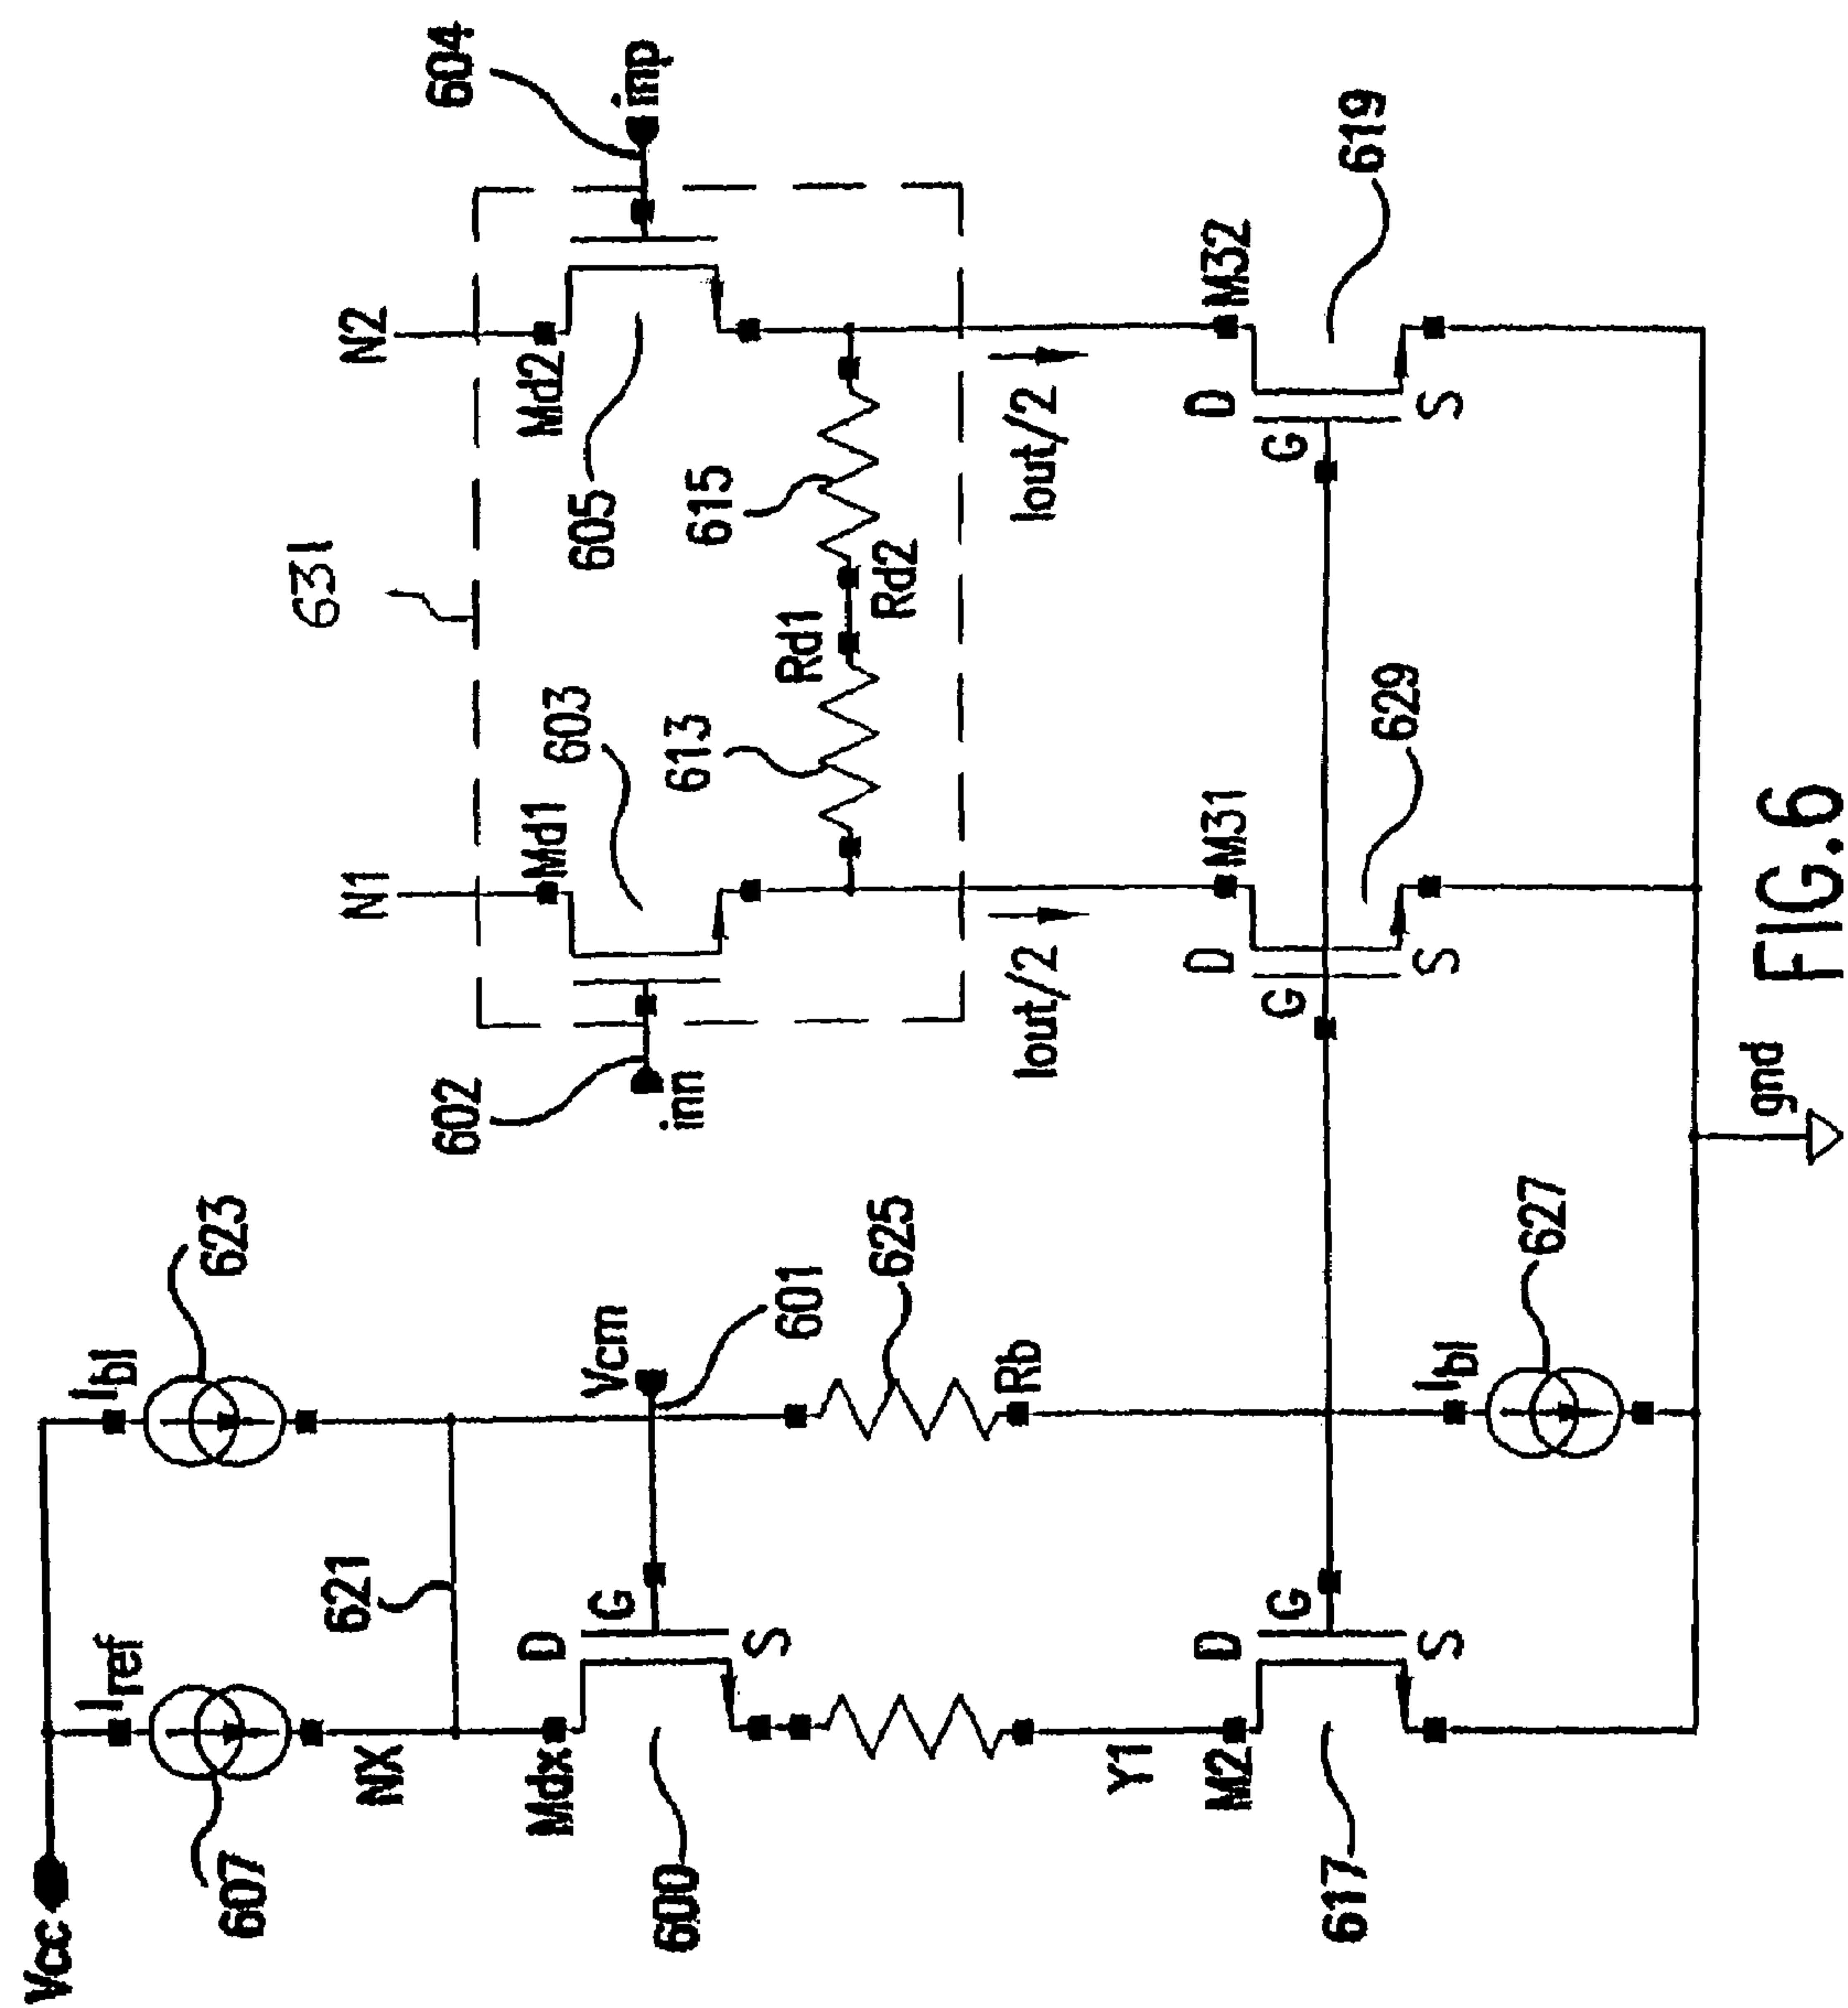 Vcc
607
Iref
NX
621
Ibl
623
Mdx
D
G
S
600
Vcm
601
625
Rb
Y1
M2
D
G
S
617
Ibl
627
gnd
N1
N2
631
Md1
603
Md2
605
602
inn
604
inp
613
Rd1
615
Rd2
Iout/2
Iout/2
M31
D
G
S
629
M32
D
G
S
619
FIG.6